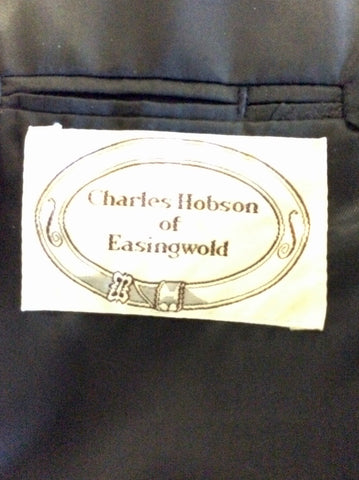 Charles Hobson
of
Easingwold